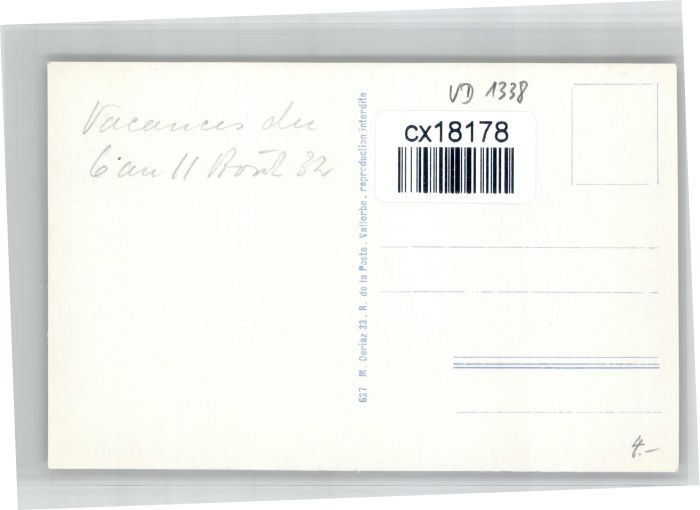 Vacances du
6 au 11 Août 32
627 M. Deriaz 33. R. de la Poste. Vallorbe. reproduction interdite
VD 1338
cx18178
4.-